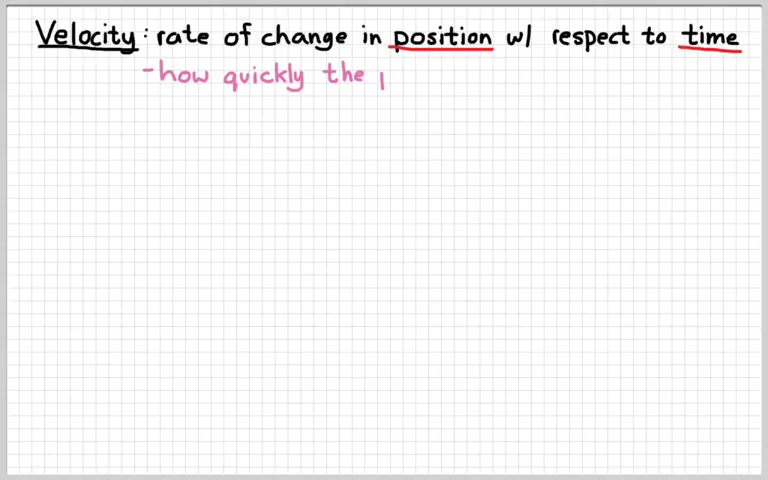 Velocity: rate of change in position w/ respect to time
-how quickly the